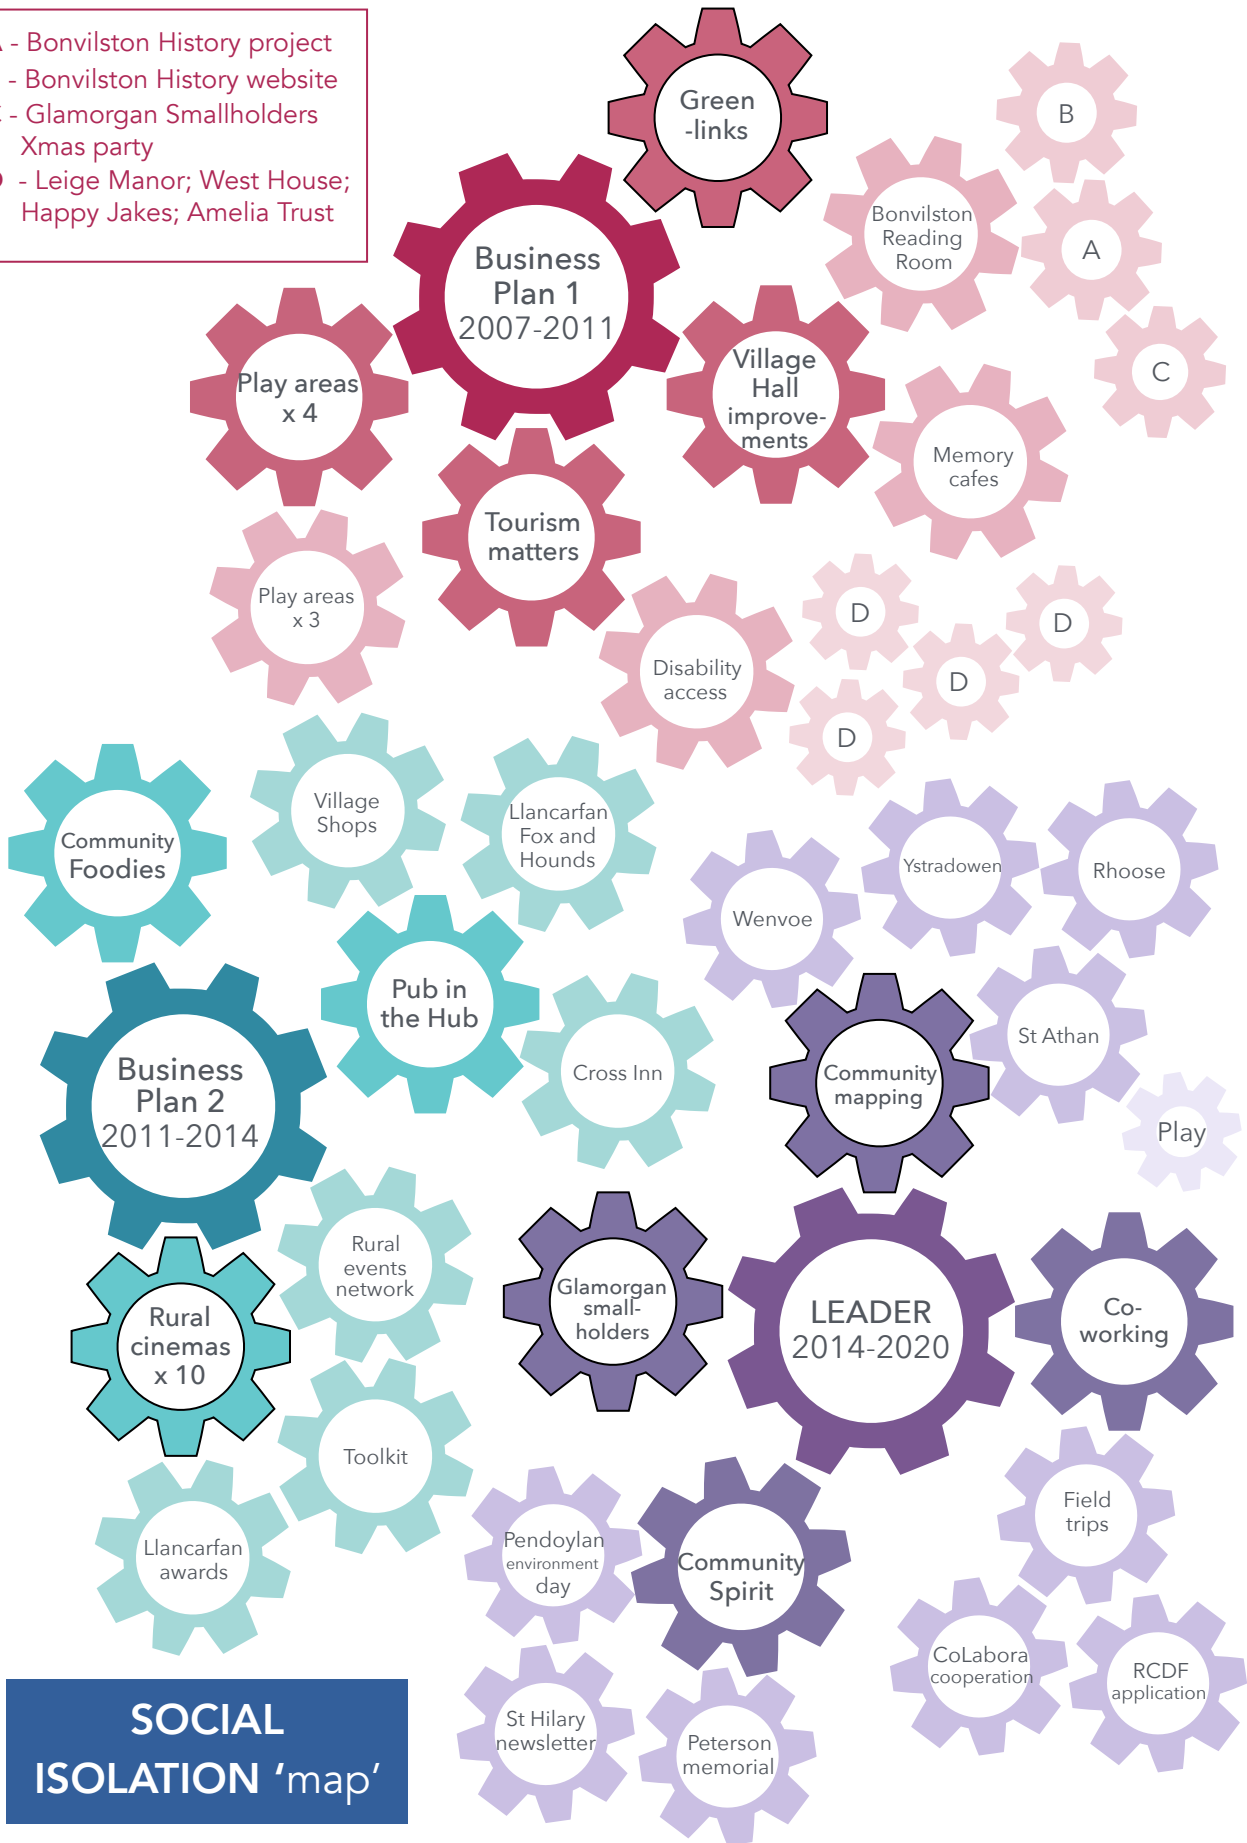 - Bonvilston History project
- Bonvilston History website
- Glamorgan Smallholders
Xmas party
- Leige Manor; West House;
Happy Jakes; Amelia Trust
Green
-links
B
Bonvilston
Reading
Room
A
Business
Plan 1
2007-2011
C
Play areas
x 4
Village
Hall
improve-
ments
Memory
cafes
Tourism
matters
Play areas
x 3
Disability
access
D
D
D
D
Village
Shops
Llancarfan
Fox and
Hounds
Community
Foodies
Wenvoe
Ystradowen
Rhoose
Pub in
the Hub
St Athan
Cross Inn
Community
mapping
Play
Business
Plan 2
2011-2014
Rural
events
network
Glamorgan
small-
holders
LEADER
2014-2020
Co-
working
Rural
cinemas
x 10
Toolkit
Llancarfan
awards
Pendoylan
environment
day
Community
Spirit
Field
trips
CoLabora
cooperation
RCDF
application
St Hilary
newsletter
Peterson
memorial
SOCIAL
ISOLATION 'map'